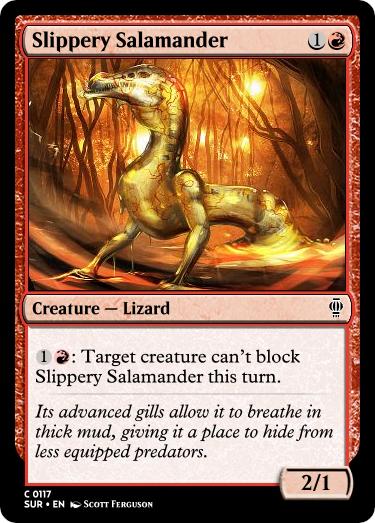 Slippery Salamander 1
Creature — Lizard
1 : Target creature can't block
Slippery Salamander this turn.
Its advanced gills allow it to breathe in
thick mud, giving it a place to hide from
less equipped predators.
2/1
C 0117
SUR • EN Scott Ferguson